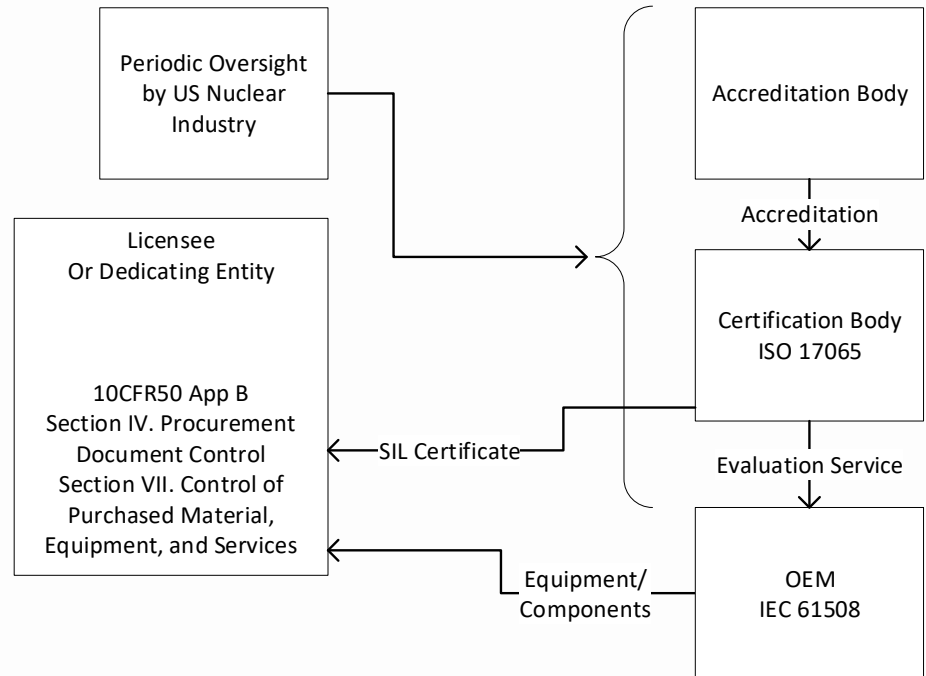 Periodic Oversight
by US Nuclear
Industry
Accreditation Body
Accreditation
Licensee
Or Dedicating Entity
10CFR50 App B
Section IV. Procurement
Document Control
Section VII. Control of
Purchased Material,
Equipment, and Services
Certification Body
ISO 17065
SIL Certificate
Evaluation Service
Equipment/
Components
OEM
IEC 61508